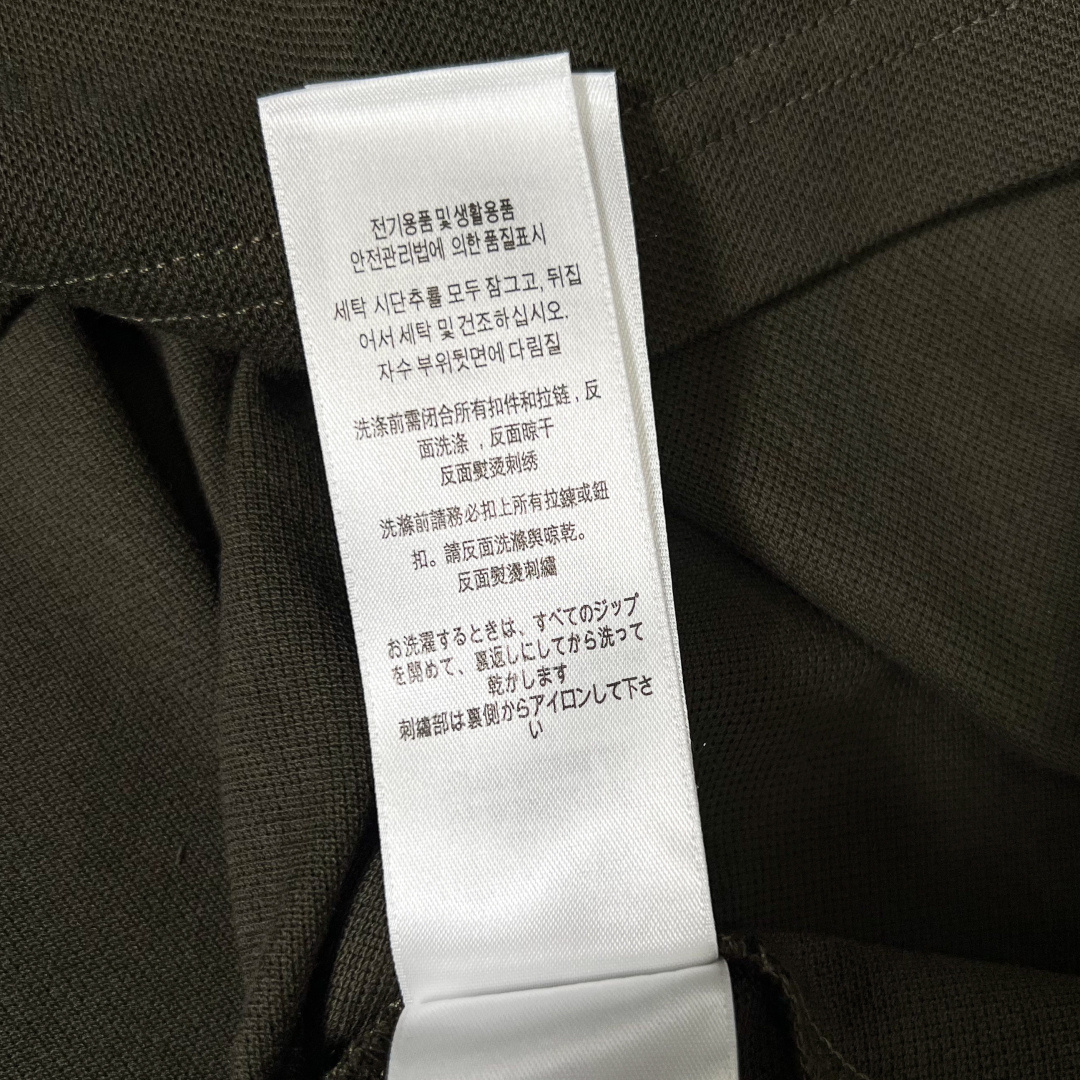 전기용품 및 생활용품
안전관리법에 의한 품질표시
세탁 시단추를 모두 잠그고, 뒤집
어서 세탁 및 건조하십시오.
자수 부위뒷면에 다림질
洗涤前需闭合所有扣件和拉链 , 反
面洗涤 , 反面晾干
反面熨烫刺绣
洗滌前請務必扣上所有拉鍊或鈕
扣。請反面洗滌與晾乾。
反面熨燙刺繡
お洗濯するときは、すべてのジップ
を閉めて、裏返しにしてから洗って
乾かします
刺繍部は裏側からアイロンして下さ
い